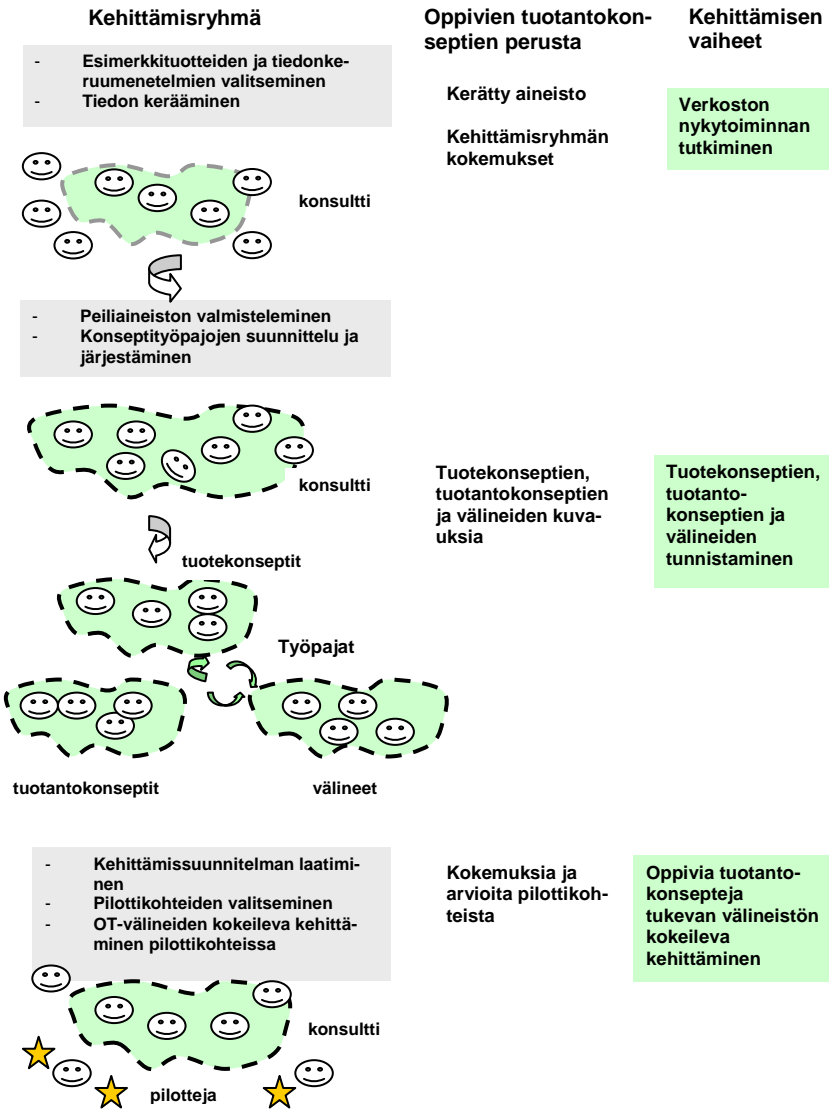 Kehittämisryhmä
Oppivien tuotantokon-
septien perusta
Kehittämisen
vaiheet
- Esimerkkituotteiden ja tiedonke-
ruumenetelmien valitseminen
- Tiedon kerääminen
Kerätty aineisto
Kehittämisryhmän
kokemukset
Verkoston
nykytoiminnan
tutkiminen
konsultti
- Peiliaineiston valmisteleminen
- Konseptityöpajojen suunnittelu ja
järjestäminen
konsultti
Tuotekonseptien,
tuotantokonseptien
ja välineiden kuva-
uksia
Tuotekonseptien,
tuotanto-
konseptien ja
välineiden
tunnistaminen
tuotekonseptit
Työpajat
tuotantokonseptit
välineet
- Kehittämissuunnitelman laatimi-
nen
- Pilottikohteiden valitseminen
- OT-välineiden kokeileva kehittä-
minen pilottikohteissa
Kokemuksia ja
arvioita pilottikoh-
teista
Oppivia tuotanto-
konsepteja
tukevan välineistön
kokeileva
kehittäminen
konsultti
pilotteja